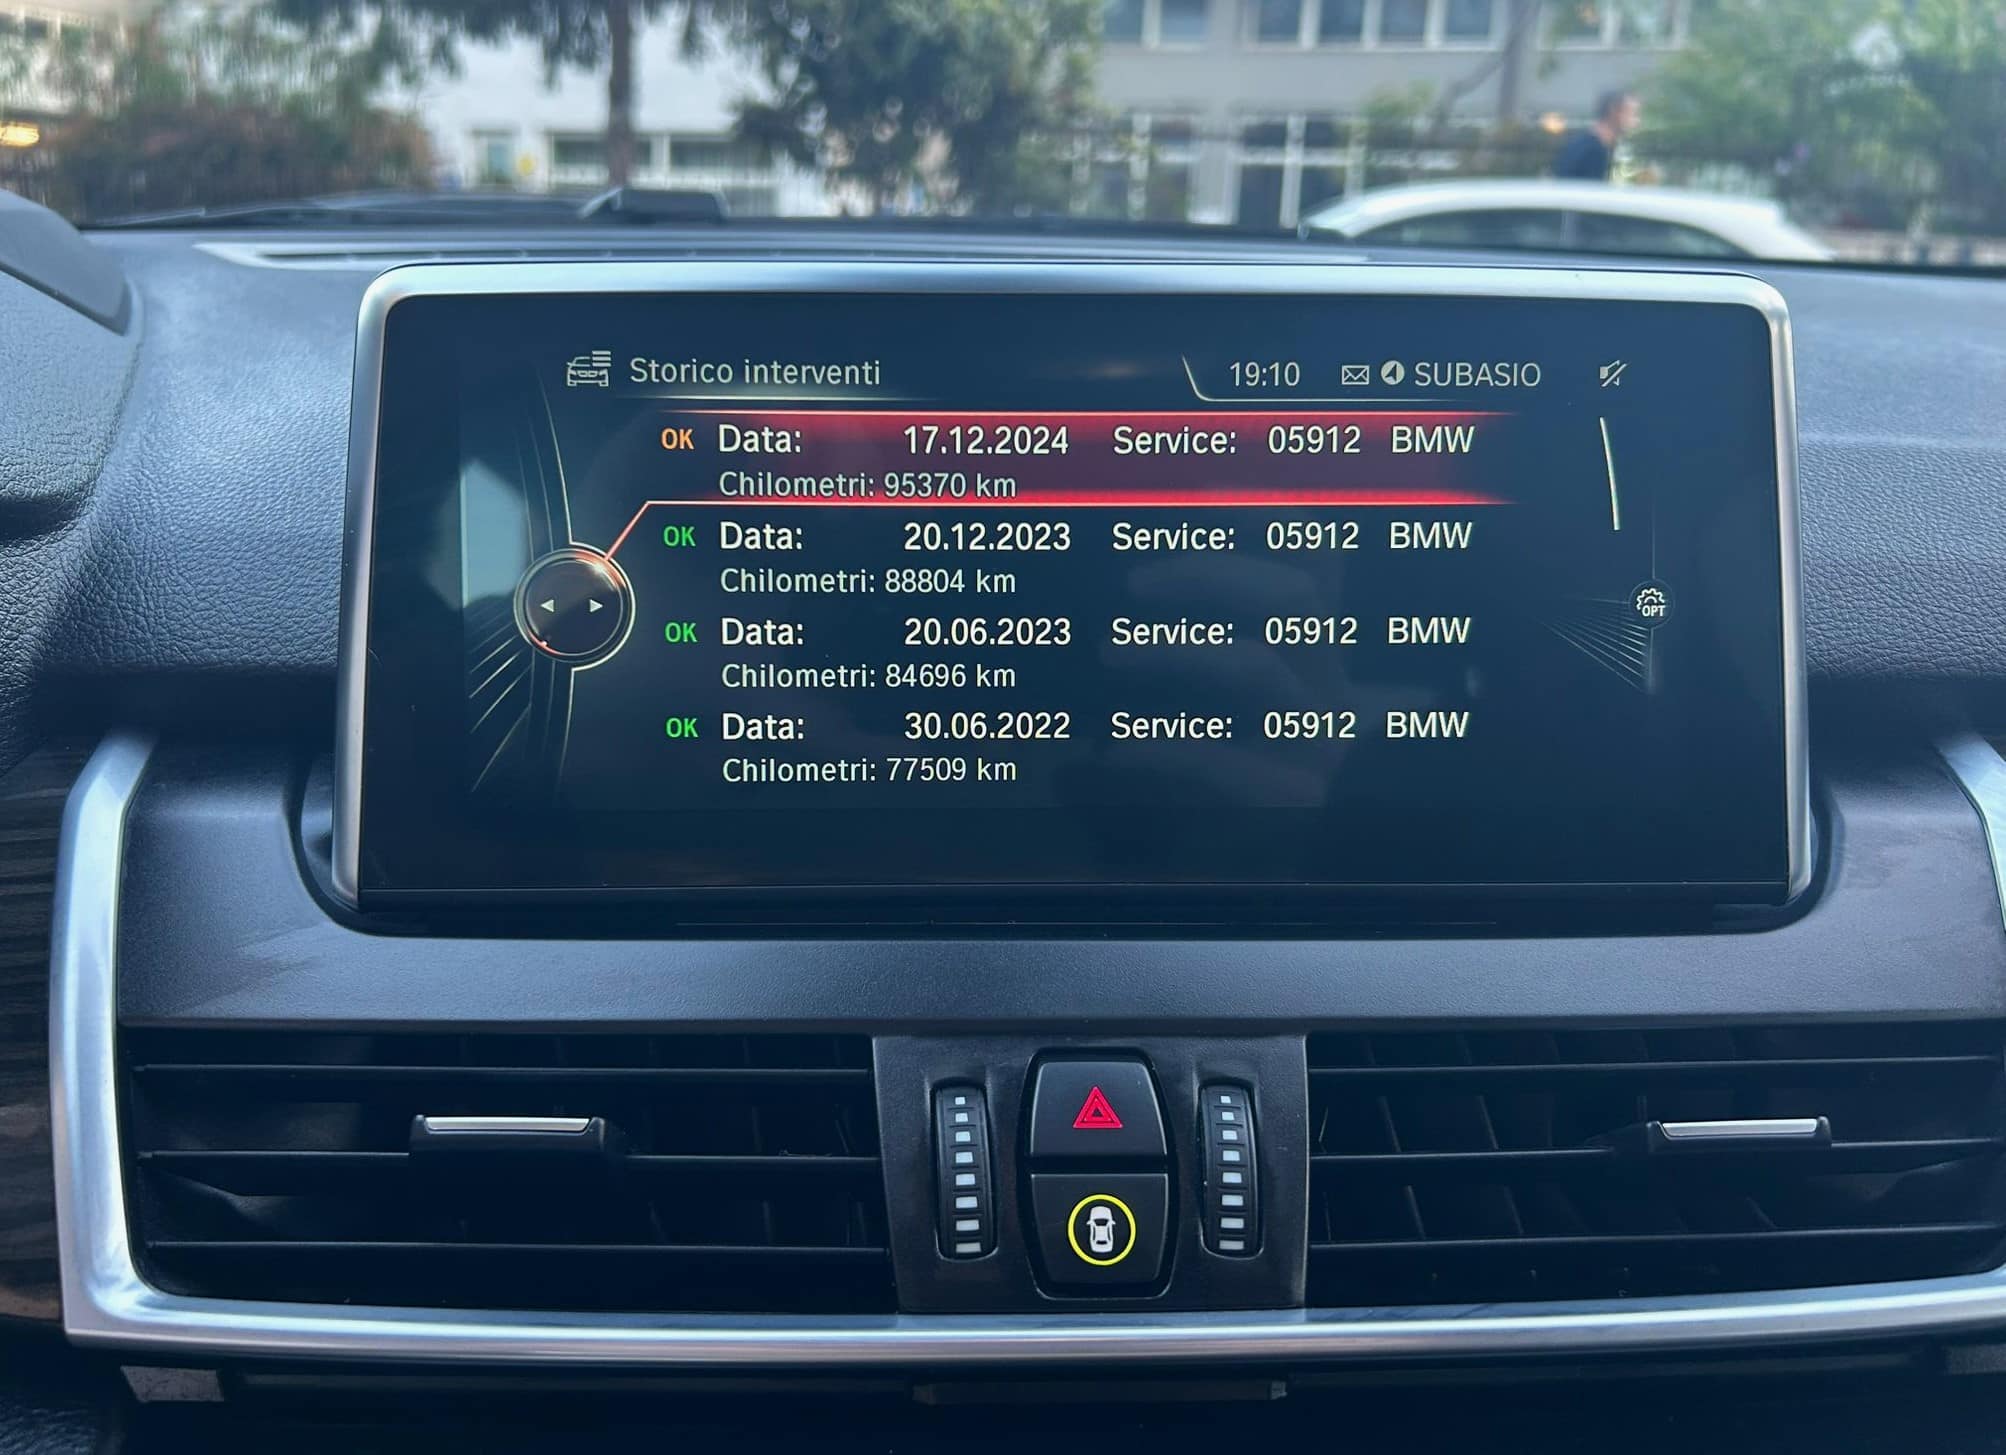 Storico interventi 19:10 SUBASIO
OK Data: 17.12.2024 Service: 05912 BMW
Chilometri: 95370 km
OK Data: 20.12.2023 Service: 05912 BMW
Chilometri: 88804 km
OK Data: 20.06.2023 Service: 05912 BMW
Chilometri: 84696 km
OPT
OK Data: 30.06.2022 Service: 05912 BMW
Chilometri: 77509 km